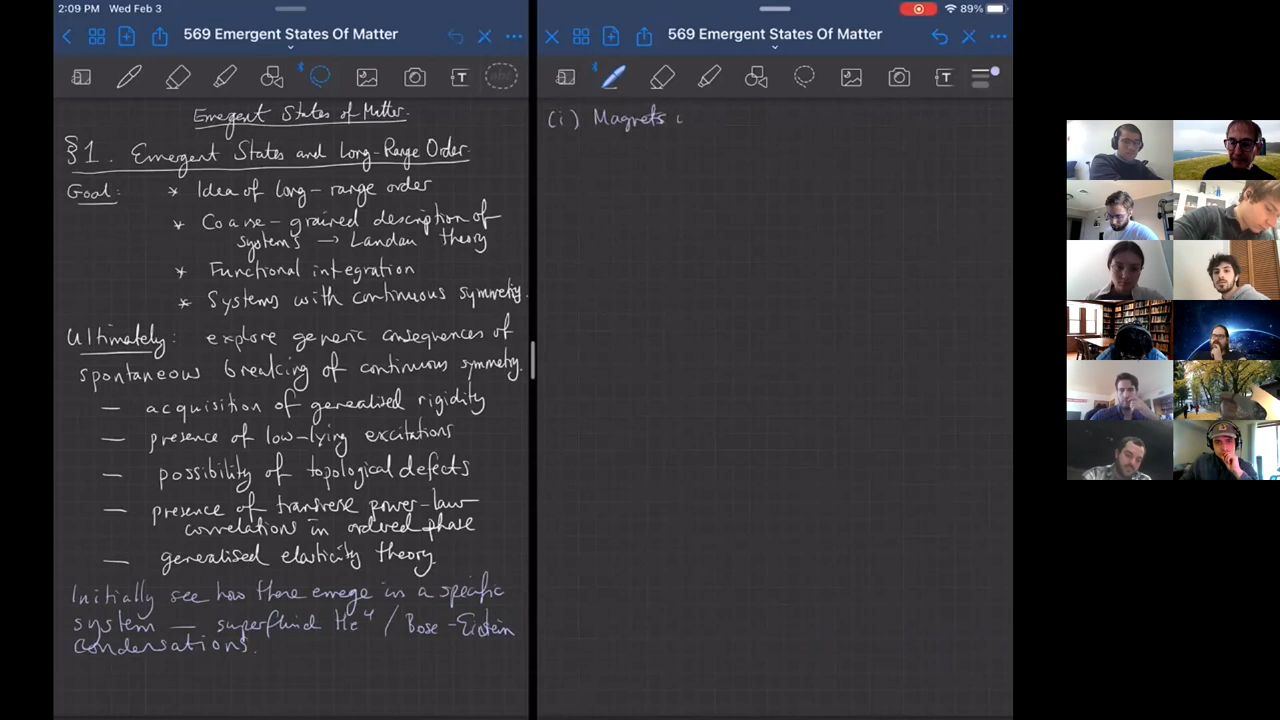 2:09 PM Wed Feb 3
89%
569 Emergent States Of Matter
569 Emergent States Of Matter
T
abc
T
Emergent States of Matter.
§1. Emergent States and Long-Range Order
Goal: * Idea of long-range order
* Coarse-grained description of
systems → Landau theory
* Functional integration
* Systems with continuous symmetry.
Ultimately: explore generic consequences of
spontaneous breaking of continuous symmetry.
— acquisition of generalised rigidity
— presence of low-lying excitations
— possibility of topological defects
— presence of transverse power-law
correlations in ordered phase
— generalised elasticity theory.
Initially see how these emerge in a specific
system — superfluid He⁴ / Bose-Einstein
condensations.
(i) Magnets